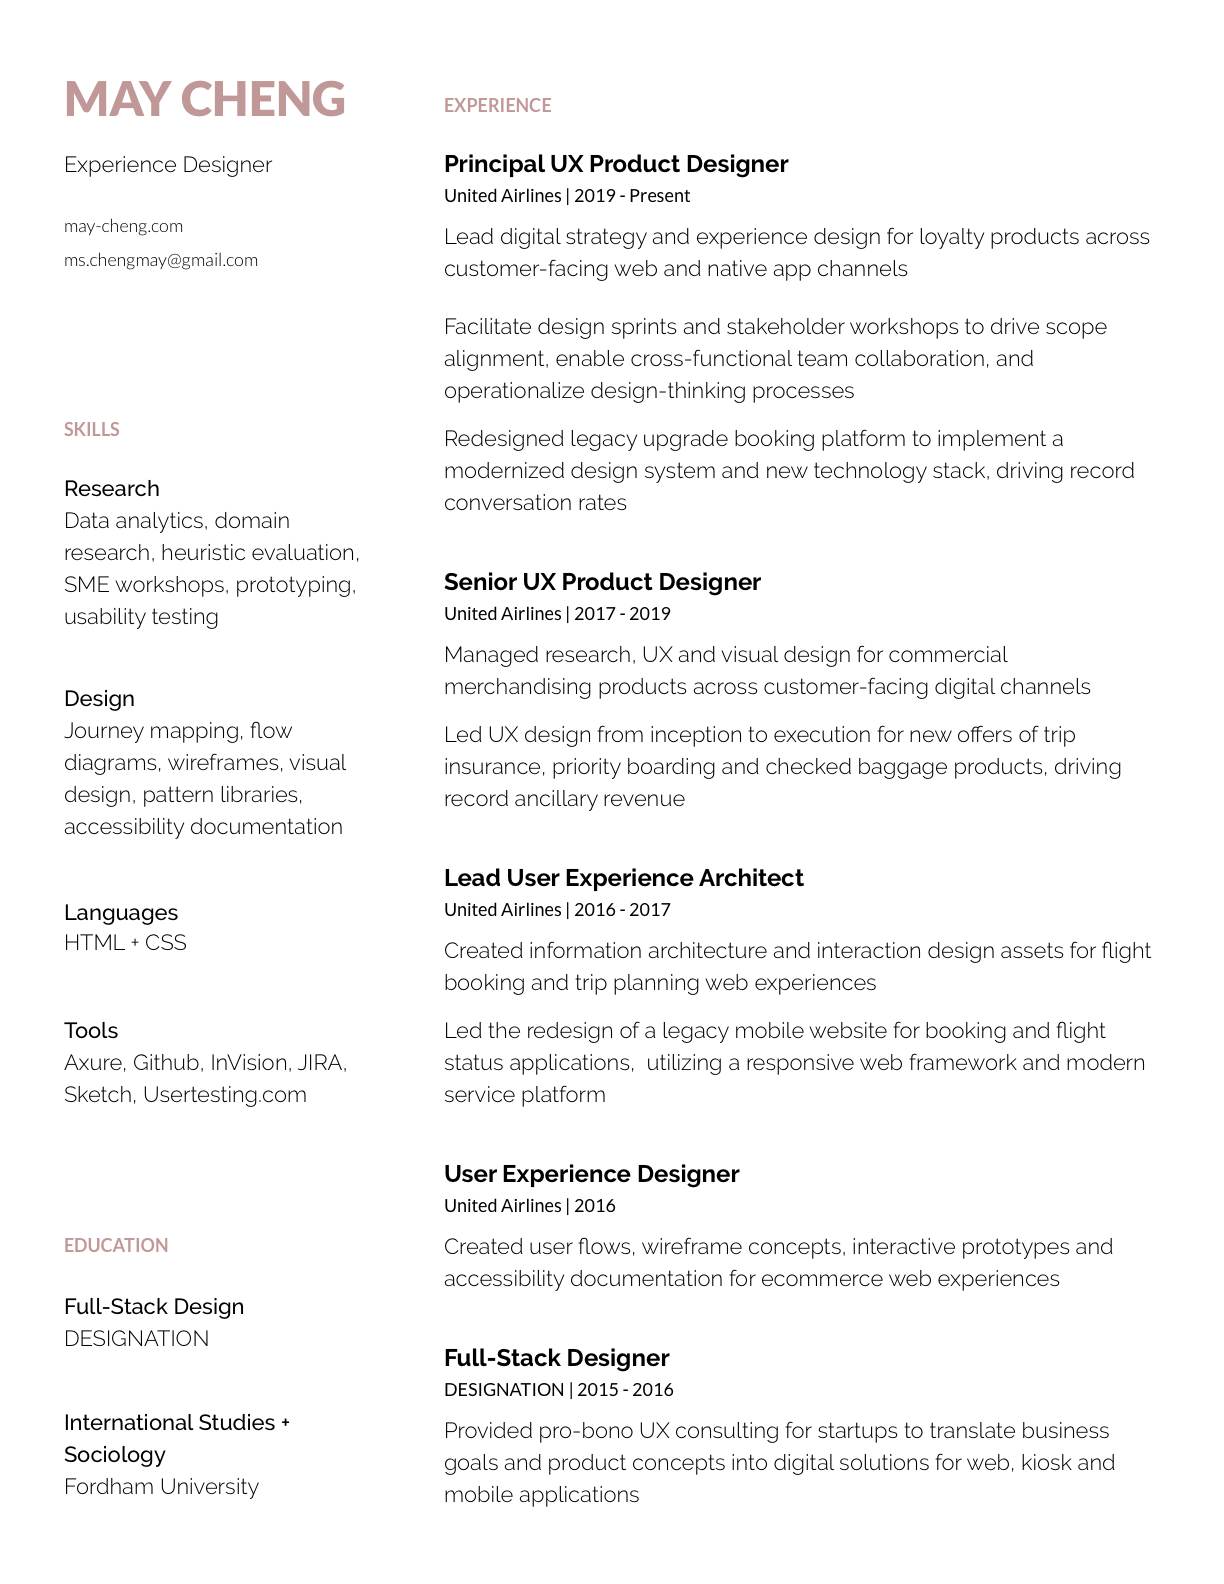 MAY CHENG
Experience Designer
may-cheng.com
ms.chengmay@gmail.com
SKILLS
Research
Data analytics, domain
research, heuristic evaluation,
SME workshops, prototyping,
usability testing
Design
Journey mapping, flow
diagrams, wireframes, visual
design, pattern libraries,
accessibility documentation
Languages
HTML + CSS
Tools
Axure, Github, InVision, JIRA,
Sketch, Usertesting.com
EDUCATION
Full-Stack Design
DESIGNATION
International Studies +
Sociology
Fordham University
EXPERIENCE
Principal UX Product Designer
United Airlines | 2019 - Present
Lead digital strategy and experience design for loyalty products across
customer-facing web and native app channels
Facilitate design sprints and stakeholder workshops to drive scope
alignment, enable cross-functional team collaboration, and
operationalize design-thinking processes
Redesigned legacy upgrade booking platform to implement a
modernized design system and new technology stack, driving record
conversation rates
Senior UX Product Designer
United Airlines | 2017 - 2019
Managed research, UX and visual design for commercial
merchandising products across customer-facing digital channels
Led UX design from inception to execution for new offers of trip
insurance, priority boarding and checked baggage products, driving
record ancillary revenue
Lead User Experience Architect
United Airlines | 2016 - 2017
Created information architecture and interaction design assets for flight
booking and trip planning web experiences
Led the redesign of a legacy mobile website for booking and flight
status applications,  utilizing a responsive web framework and modern
service platform
User Experience Designer
United Airlines | 2016
Created user flows, wireframe concepts, interactive prototypes and
accessibility documentation for ecommerce web experiences
Full-Stack Designer
DESIGNATION | 2015 - 2016
Provided pro-bono UX consulting for startups to translate business
goals and product concepts into digital solutions for web, kiosk and
mobile applications